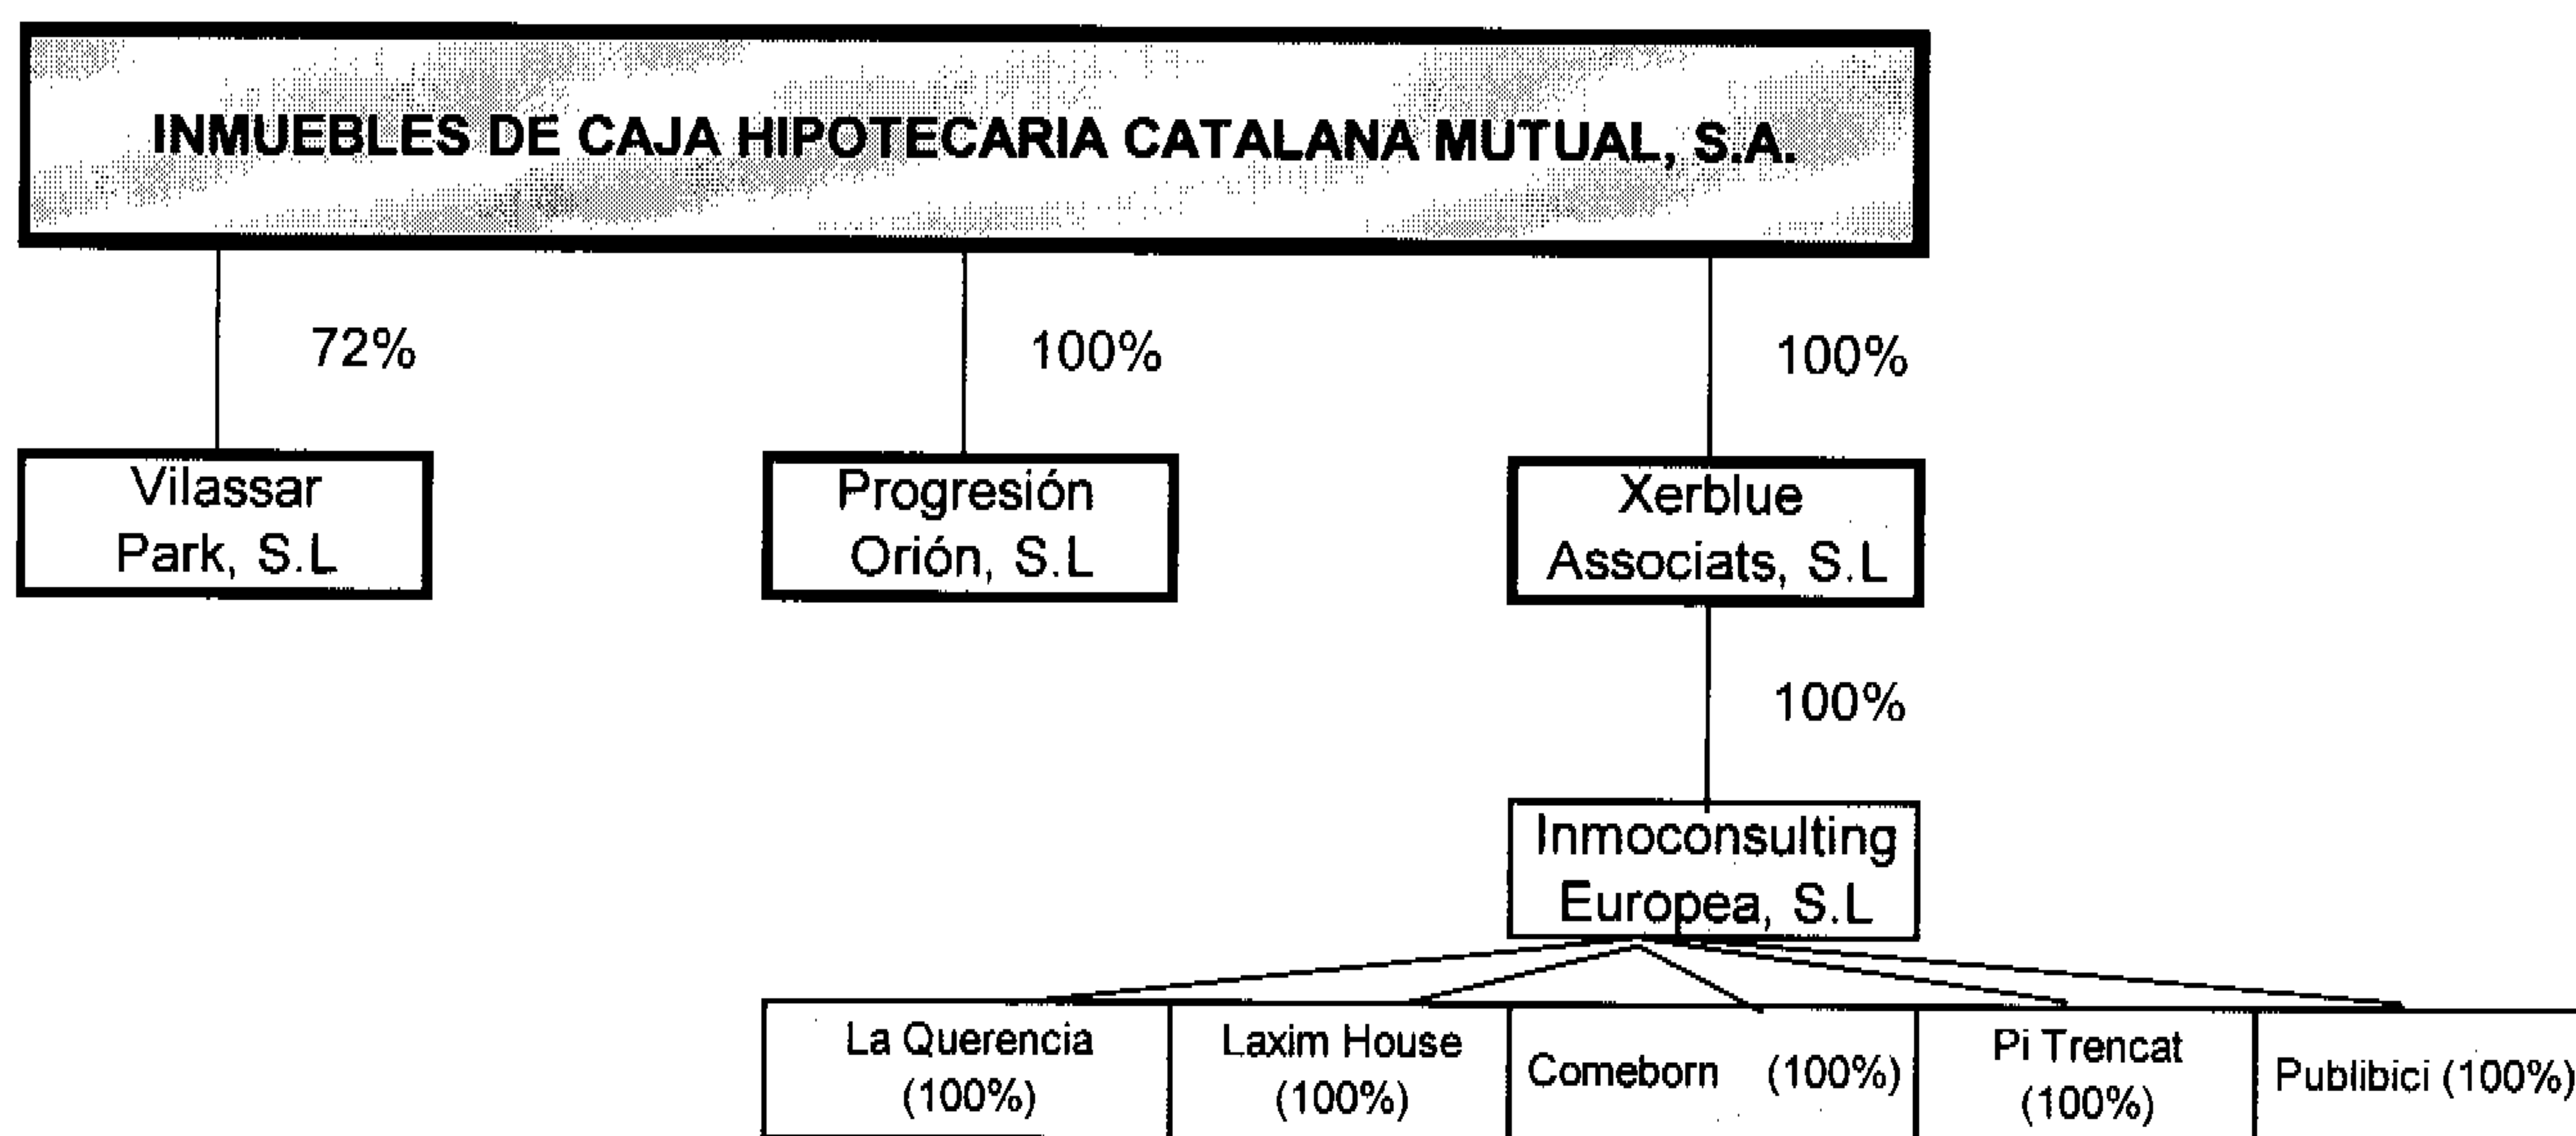 INMUEBLES DE CAJA HIPOTECARIA CATALANA MUTUAL, S.A.
72%
100%
100%
Vilassar
Park, S.L
Progresión
Orión, S.L
Xerblue
Associats, S.L
100%
Inmoconsulting
Europea, S.L
La Querencia
(100%)
Laxim House
(100%)
Comeborn (100%)
Pi Trencat
(100%)
Publibici (100%)